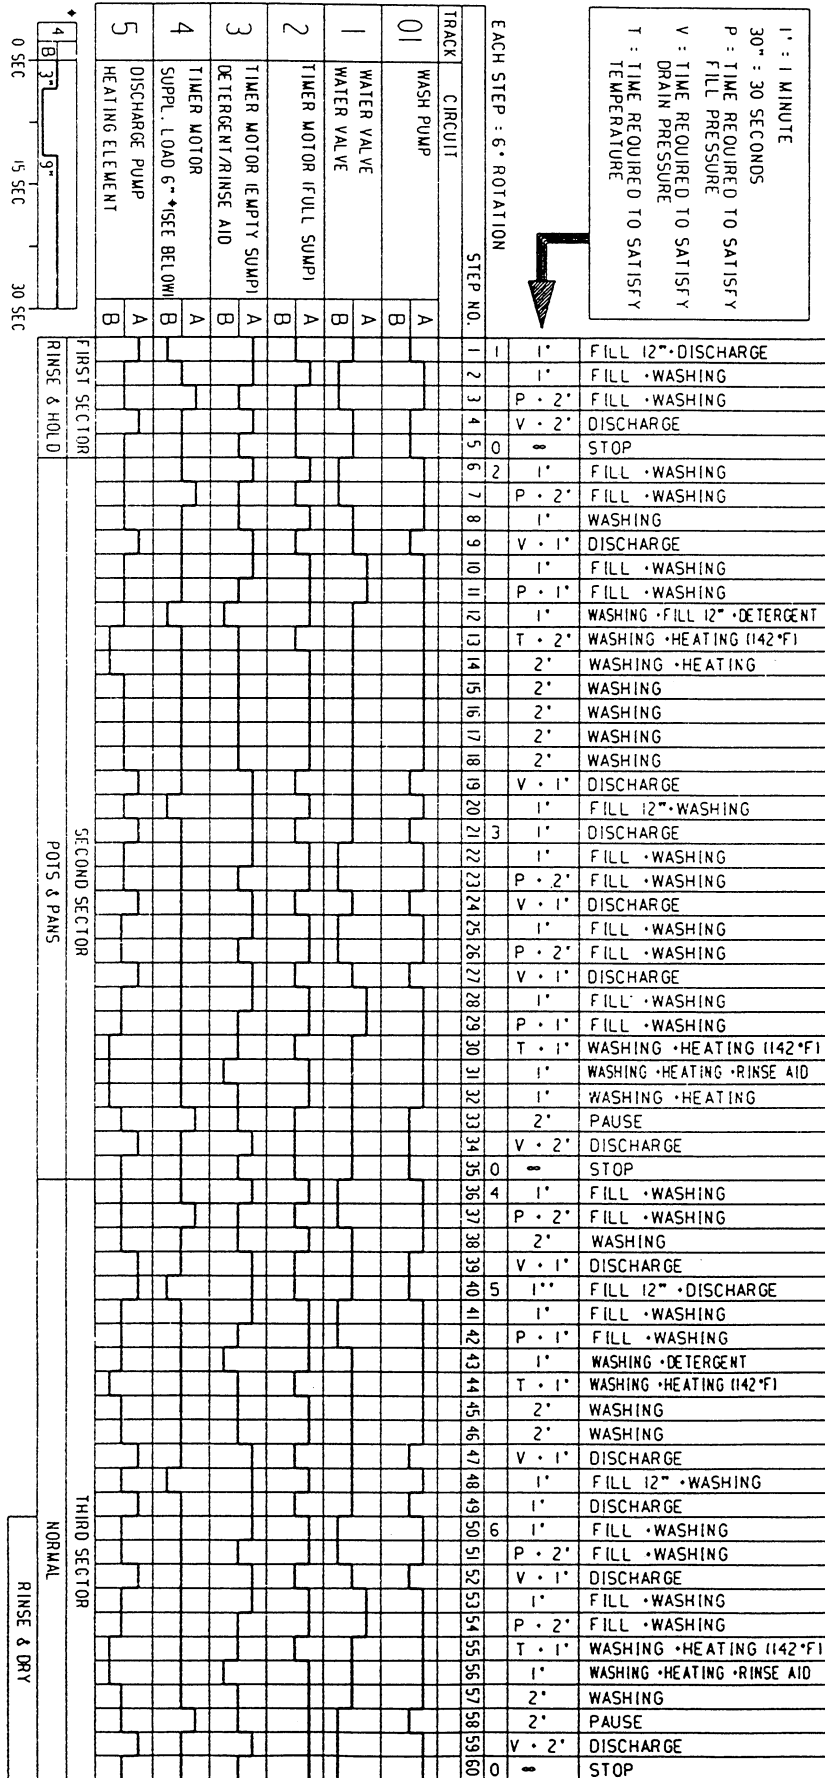 1' = 1 MINUTE
30" = 30 SECONDS
P = TIME REQUIRED TO SATISFY
FILL PRESSURE
V = TIME REQUIRED TO SATISFY
DRAIN PRESSURE
T = TIME REQUIRED TO SATISFY
TEMPERATURE
EACH STEP = 6° ROTATION
TRACK CIRCUIT STEP NO.
01 WASH PUMP A B
1 WATER VALVE A
WATER VALVE B
2 TIMER MOTOR (FULL SUMP) A B
3 TIMER MOTOR (EMPTY SUMP) A
DETERGENT/RINSE AID B
4 TIMER MOTOR A
SUPPL. LOAD 6" ♦(SEE BELOW) B
5 DISCHARGE PUMP A
HEATING ELEMENT B
1 1 1' FILL 12"+DISCHARGE
2 1' FILL +WASHING
3 P + 2' FILL +WASHING
4 V + 2' DISCHARGE
5 0 ∞ STOP
6 2 1' FILL +WASHING
7 P + 2' FILL +WASHING
8 1' WASHING
9 V + 1' DISCHARGE
10 1' FILL +WASHING
11 P + 1' FILL +WASHING
12 1' WASHING +FILL 12" +DETERGENT
13 T + 2' WASHING +HEATING (142°F)
14 2' WASHING +HEATING
15 2' WASHING
16 2' WASHING
17 2' WASHING
18 2' WASHING
19 V + 1' DISCHARGE
20 1' FILL 12"+WASHING
21 3 1' DISCHARGE
22 1' FILL +WASHING
23 P + 2' FILL +WASHING
24 V + 1' DISCHARGE
25 1' FILL +WASHING
26 P + 2' FILL +WASHING
27 V + 1' DISCHARGE
28 1' FILL +WASHING
29 P + 1' FILL +WASHING
30 T + 1' WASHING +HEATING (142°F)
31 1' WASHING +HEATING +RINSE AID
32 1' WASHING +HEATING
33 2' PAUSE
34 V + 2' DISCHARGE
35 0 ∞ STOP
36 4 1' FILL +WASHING
37 P + 2' FILL +WASHING
38 2' WASHING
39 V + 1' DISCHARGE
40 5 1'' FILL 12" +DISCHARGE
41 1' FILL +WASHING
42 P + 1' FILL +WASHING
43 1' WASHING +DETERGENT
44 T + 1' WASHING +HEATING (142°F)
45 2' WASHING
46 2' WASHING
47 V + 1' DISCHARGE
48 1' FILL 12" +WASHING
49 1' DISCHARGE
50 6 1' FILL +WASHING
51 P + 2' FILL +WASHING
52 V + 1' DISCHARGE
53 1' FILL +WASHING
54 P + 2' FILL +WASHING
55 T + 1' WASHING +HEATING (142°F)
56 1' WASHING +HEATING +RINSE AID
57 2' WASHING
58 2' PAUSE
59 V + 2' DISCHARGE
60 0 ∞ STOP
FIRST SECTOR
RINSE & HOLD
SECOND SECTOR
POTS & PANS
THIRD SECTOR
NORMAL
RINSE & DRY
♦
4 B 3" 9"
0 SEC 15 SEC 30 SEC